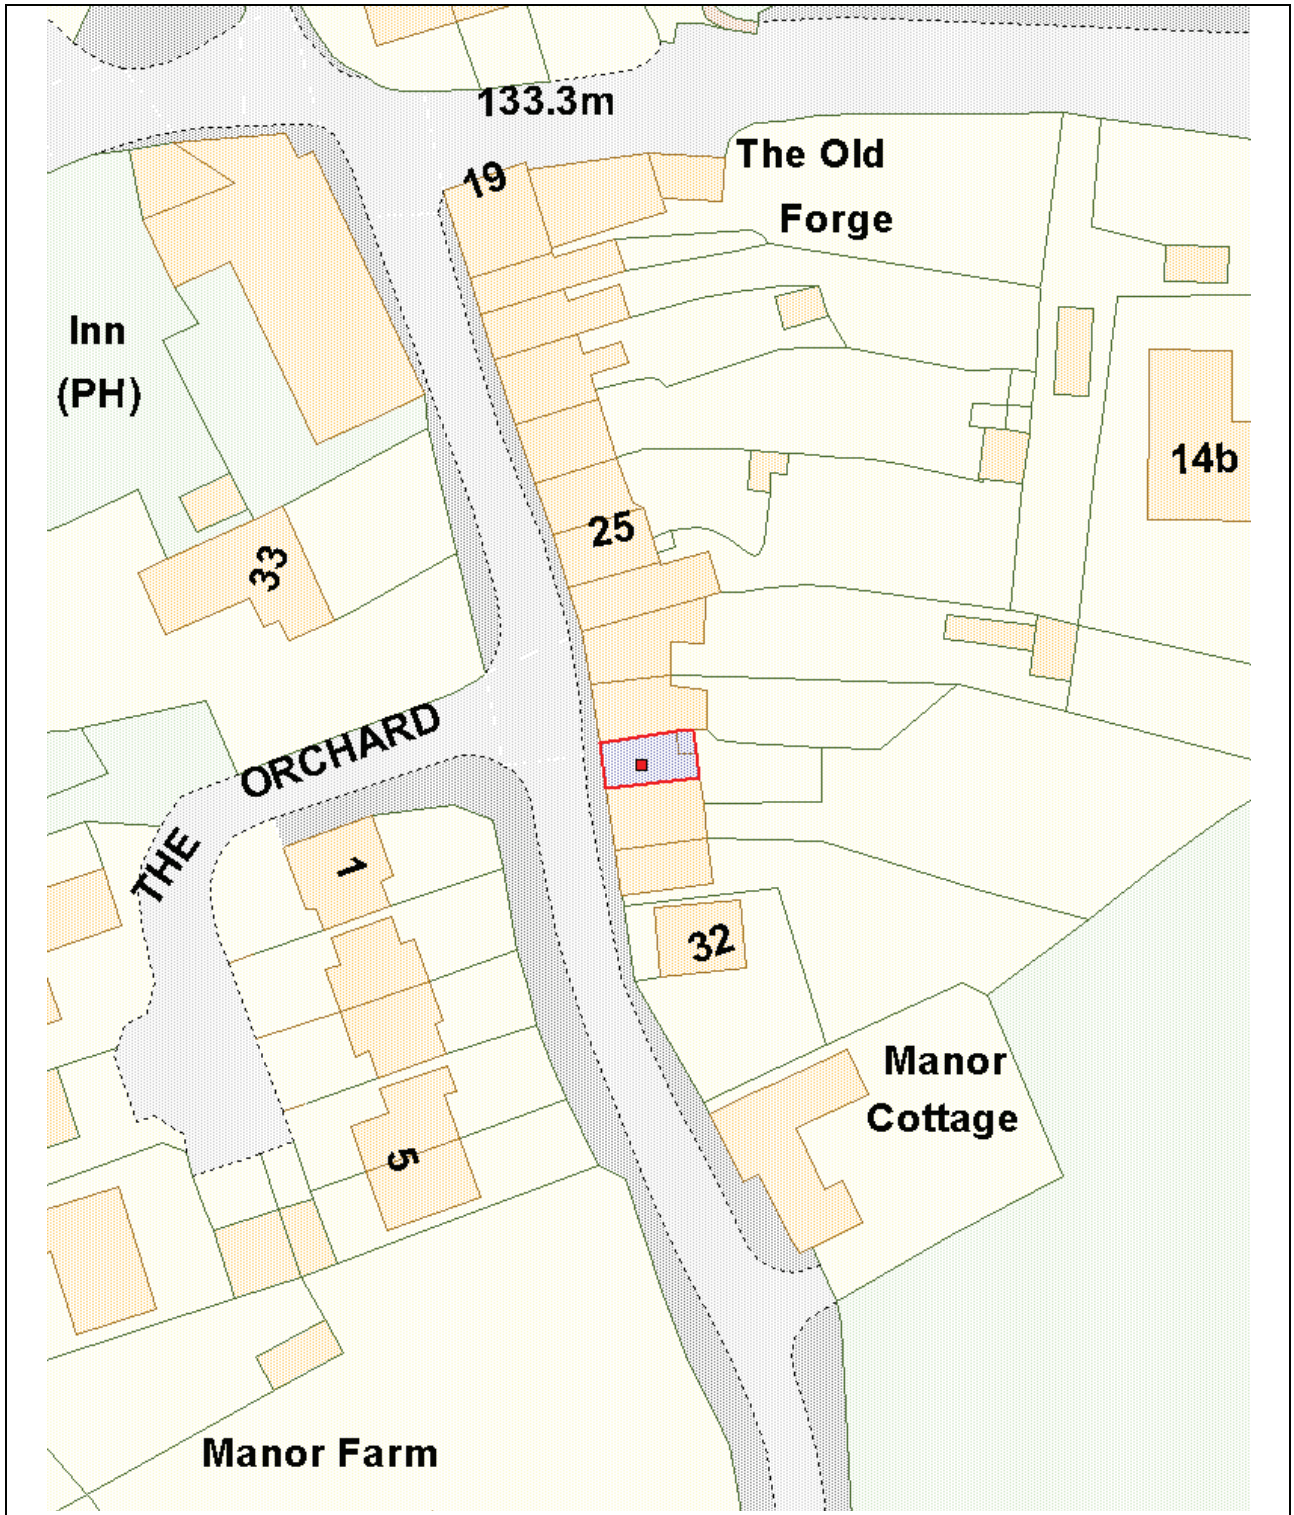 133.3m
19
The Old
Forge
Inn
(PH)
14b
25
33
THE ORCHARD
1
32
Manor
Cottage
5
Manor Farm